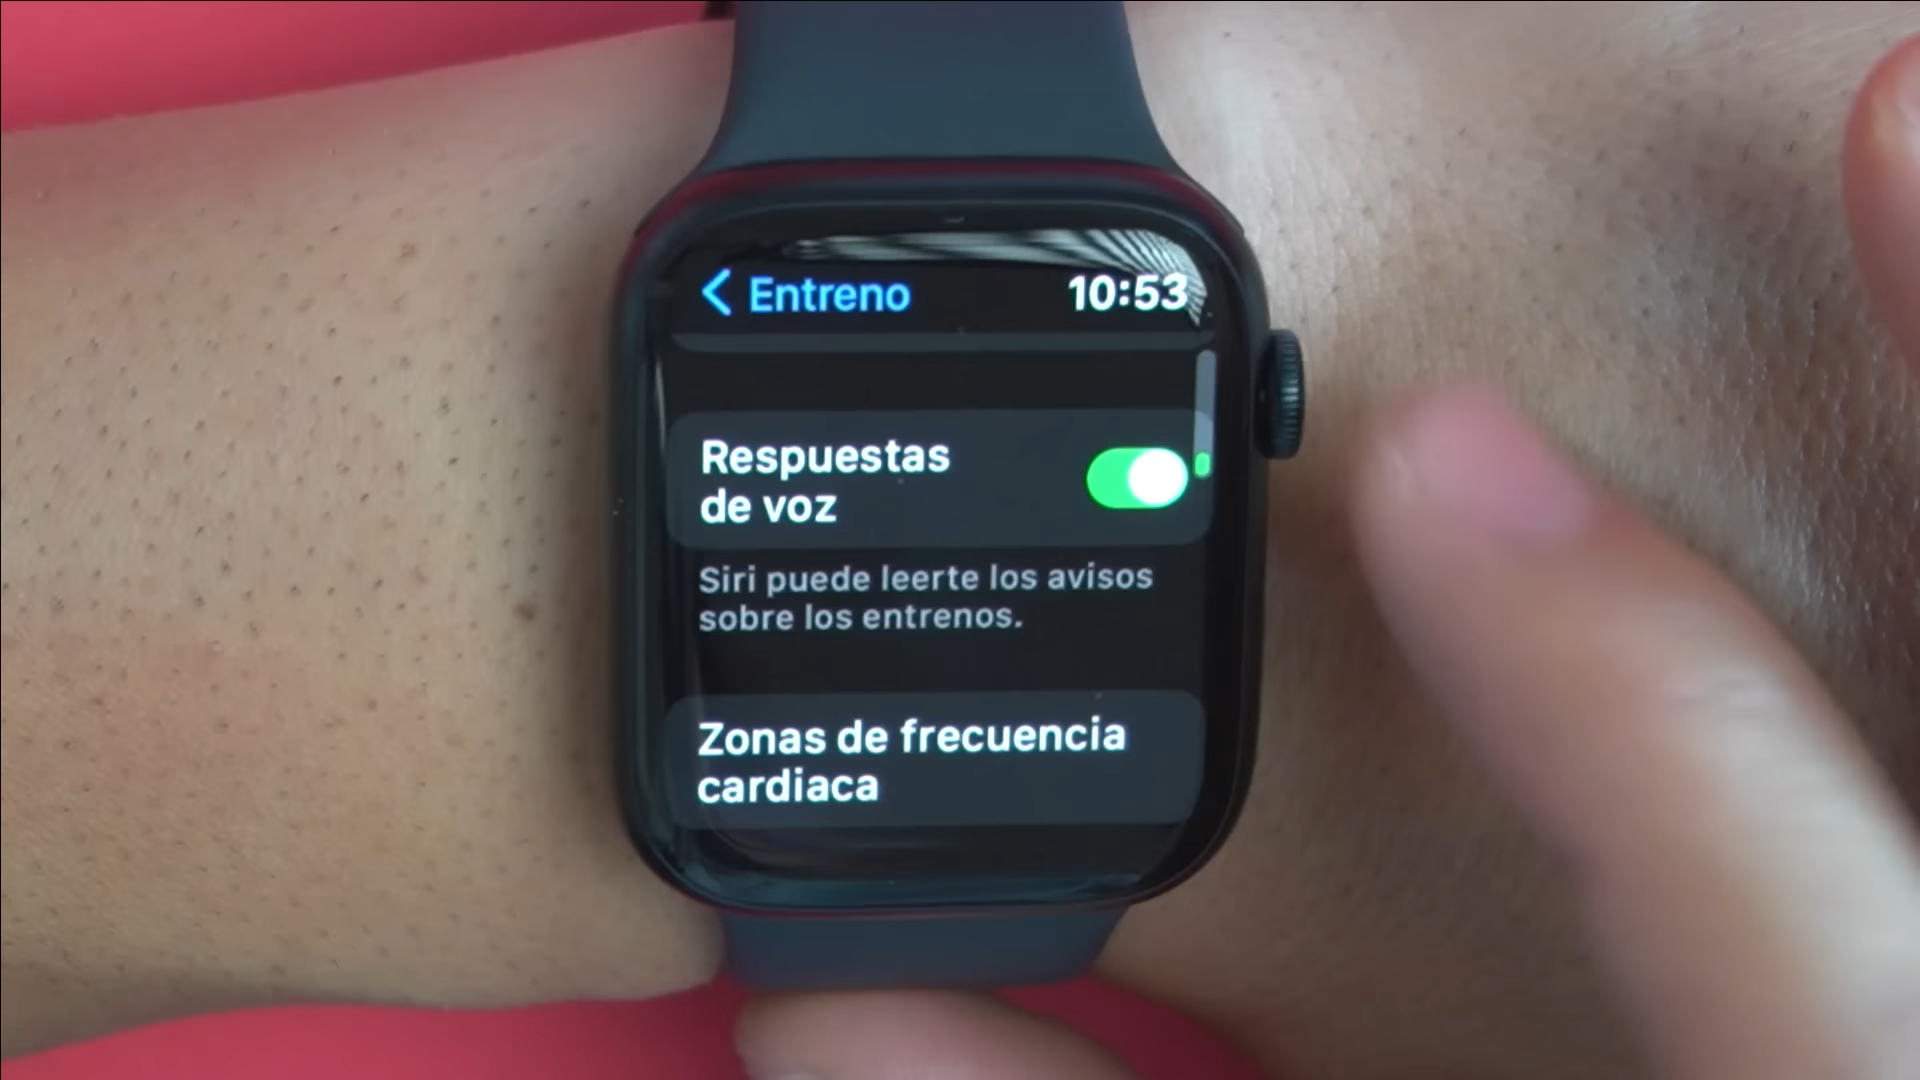 Entreno
10:53
Respuestas
de voz
Siri puede leerte los avisos
sobre los entrenos.
Zonas de frecuencia
cardiaca